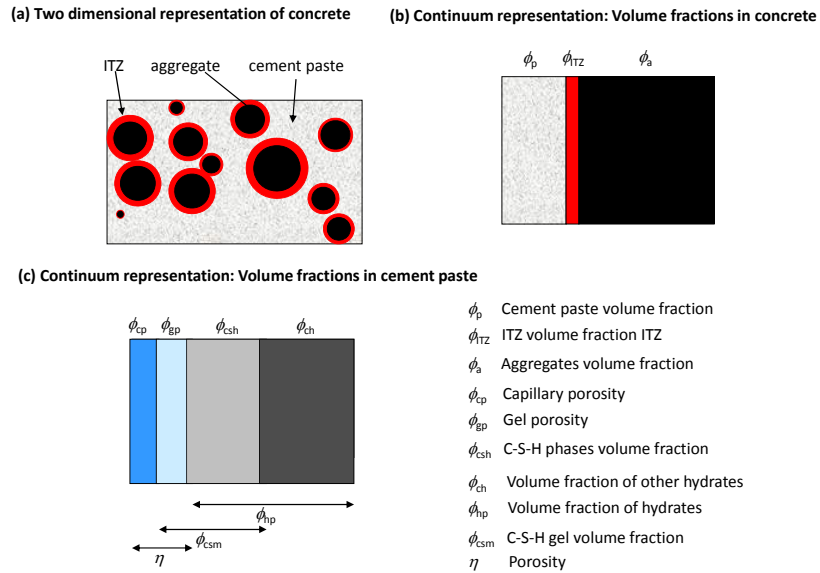 (a) Two dimensional representation of concrete
ITZ aggregate cement paste
(b) Continuum representation: Volume fractions in concrete
ϕp ϕITZ ϕa
(c) Continuum representation: Volume fractions in cement paste
ϕcp ϕgp ϕcsh ϕch
ϕhp
ϕcsm
η
ϕp Cement paste volume fraction
ϕITZ ITZ volume fraction ITZ
ϕa Aggregates volume fraction
ϕcp Capillary porosity
ϕgp Gel porosity
ϕcsh C-S-H phases volume fraction
ϕch Volume fraction of other hydrates
ϕhp Volume fraction of hydrates
ϕcsm C-S-H gel volume fraction
η Porosity